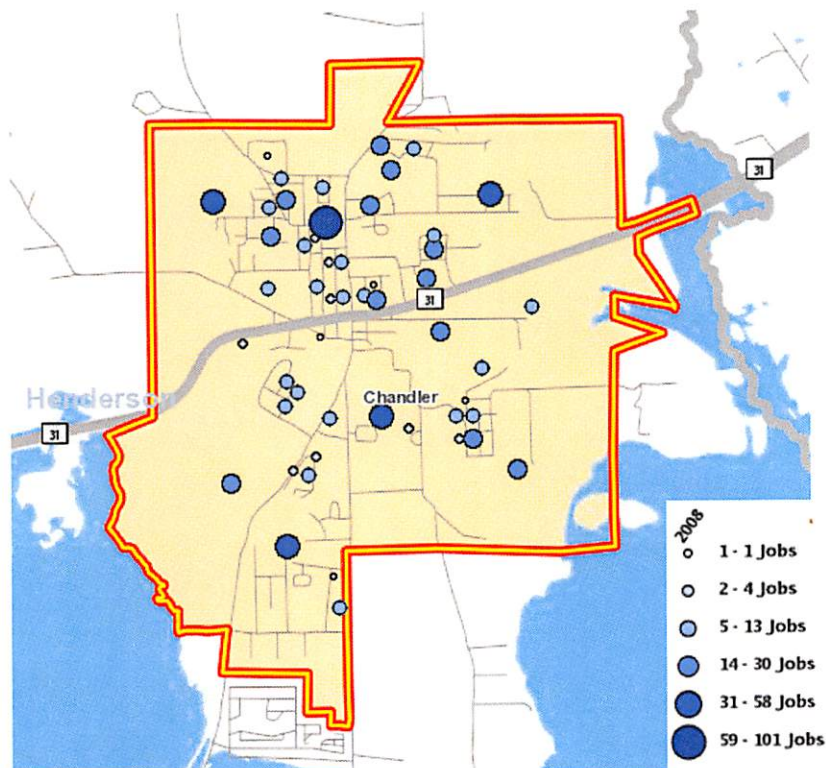 31
31
Chandler
Henderson
31
2008
1 - 1 Jobs
2 - 4 Jobs
5 - 13 Jobs
14 - 30 Jobs
31 - 58 Jobs
59 - 101 Jobs